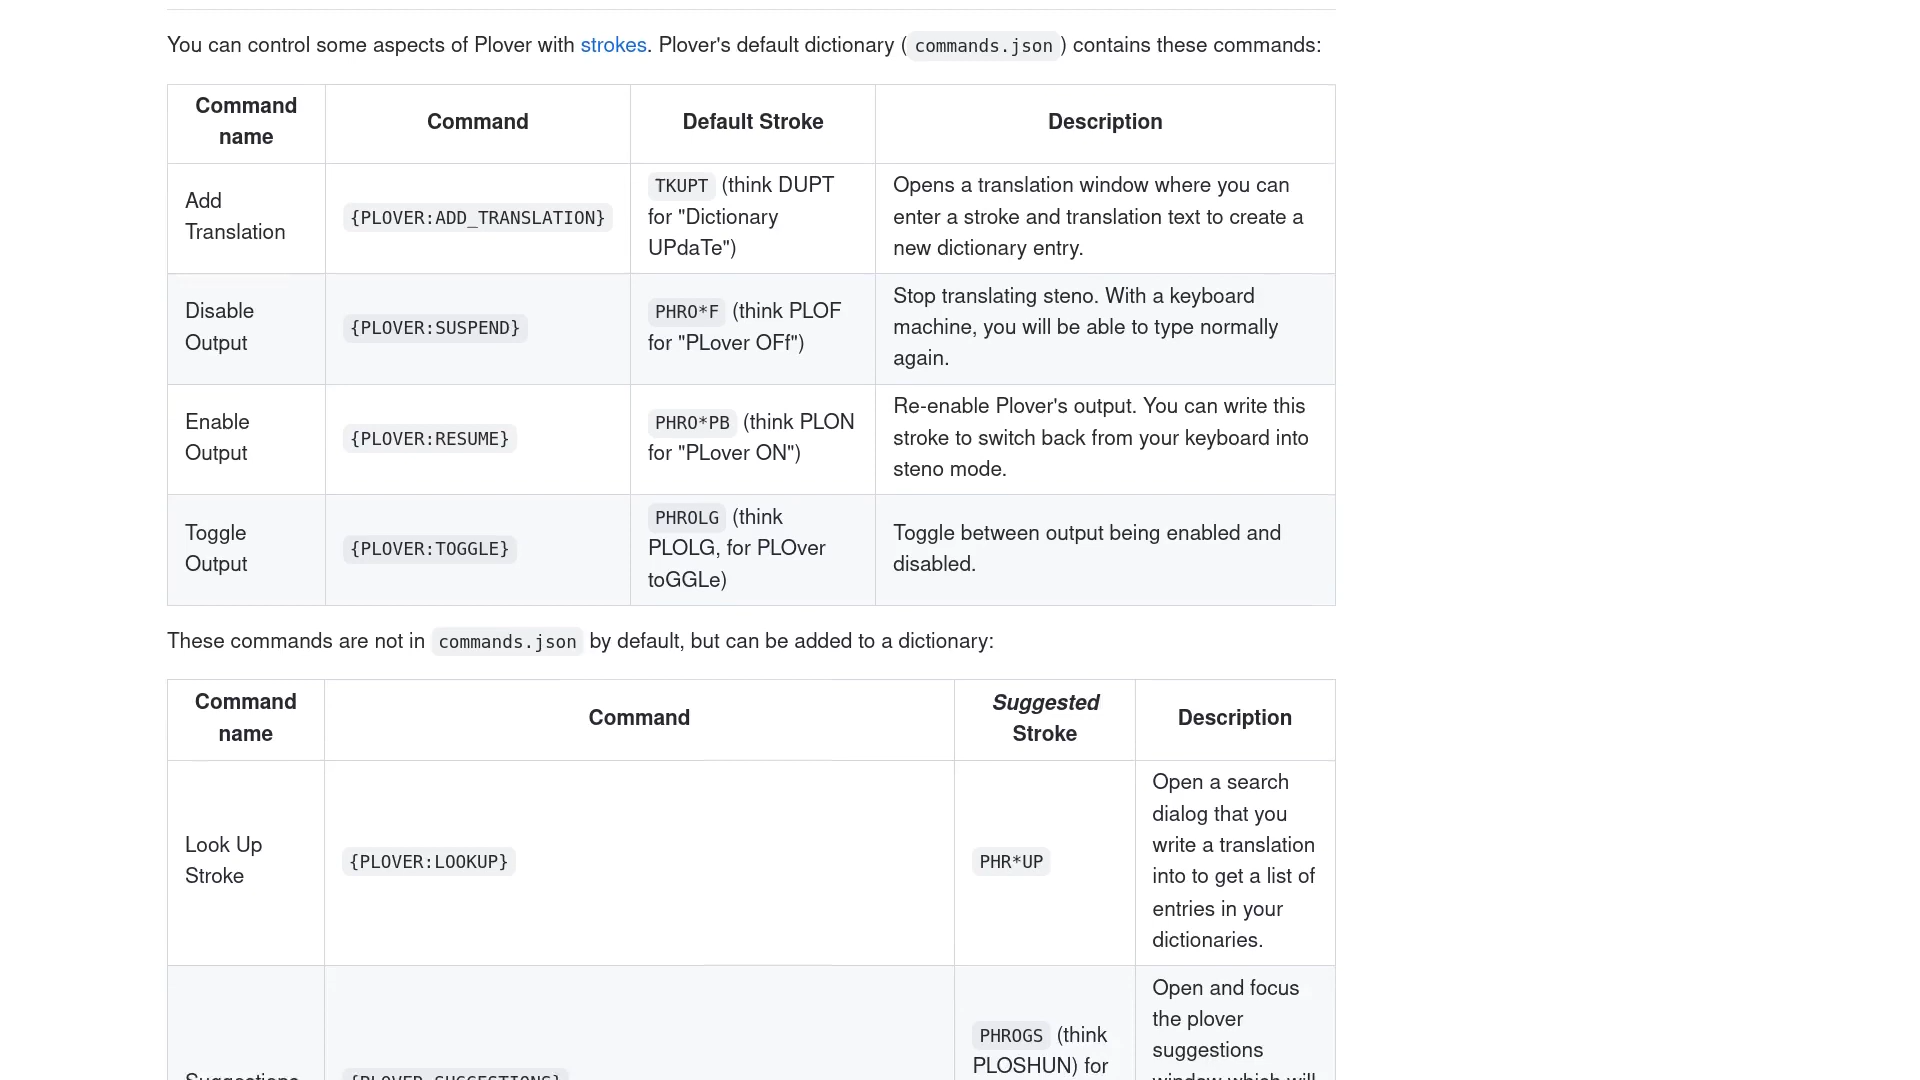 You can control some aspects of Plover with strokes. Plover's default dictionary ( commands.json ) contains these commands:
Command name
Command
Default Stroke
Description
Add Translation
{PLOVER:ADD_TRANSLATION}
TKUPT (think DUPT
for "Dictionary
UPdaTe")
Opens a translation window where you can
enter a stroke and translation text to create a
new dictionary entry.
Disable
Output
{PLOVER:SUSPEND}
PHRO*F (think PLOF
for "PLover OFf")
Stop translating steno. With a keyboard
machine, you will be able to type normally
again.
Enable
Output
{PLOVER:RESUME}
PHRO*PB (think PLON
for "PLover ON")
Re-enable Plover's output. You can write this
stroke to switch back from your keyboard into
steno mode.
Toggle
Output
{PLOVER:TOGGLE}
PHROLG (think
PLOLG, for PLOver
toGGLe)
Toggle between output being enabled and
disabled.
These commands are not in commands.json by default, but can be added to a dictionary:
Command
name
Command
Suggested
Stroke
Description
Look Up
Stroke
{PLOVER:LOOKUP}
PHR*UP
Open a search
dialog that you
write a translation
into to get a list of
entries in your
dictionaries.
Suggestions
{PLOVER:SUGGESTIONS}
PHROGS (think
PLOSHUN) for
Open and focus
the plover
suggestions
window which will